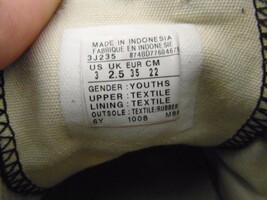 MADE IN INDONESIA
FABRIQUE EN INDONESIE
3J235
US UK EUR CM
3 2.5 35 22
GENDER : YOUTHS
UPPER : TEXTILE
LINING : TEXTILE
OUTSOLE : TEXTILE/RUBBER
6Y 1008